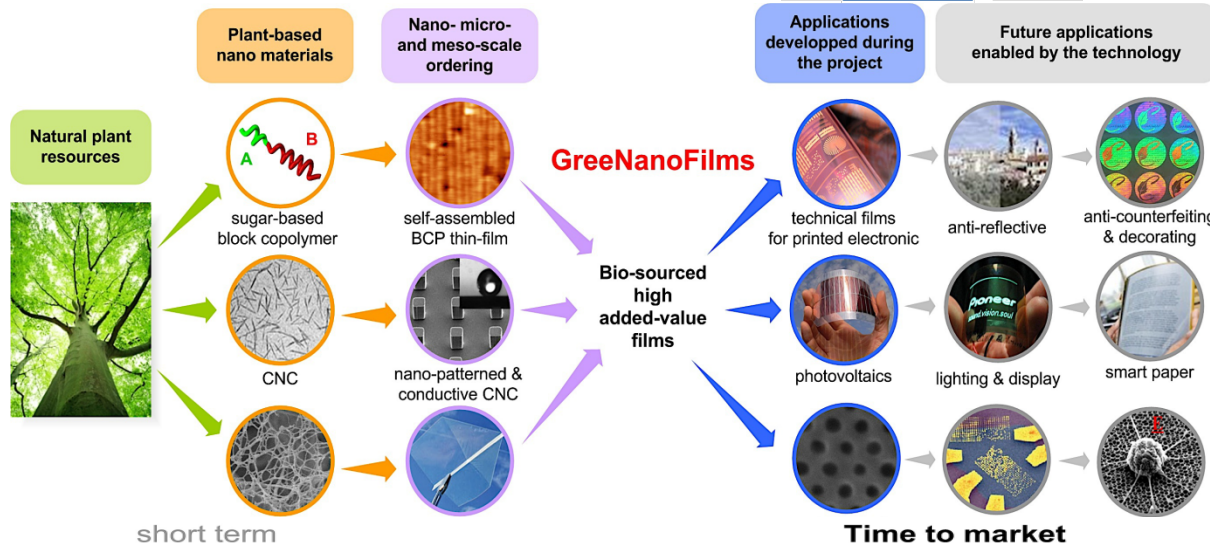 Natural plant
resources
Plant-based
nano materials
Nano- micro-
and meso-scale
ordering
Applications
developped during
the project
Future applications
enabled by the technology
A
B
sugar-based
block copolymer
self-assembled
BCP thin-film
GreeNanoFilms
technical films
for printed electronic
anti-reflective
anti-counterfeiting
& decorating
CNC
nano-patterned &
conductive CNC
Bio-sourced
high
added-value
films
photovoltaics
Pioneer
sound.vision.soul
lighting & display
smart paper
E
short term
Time to market